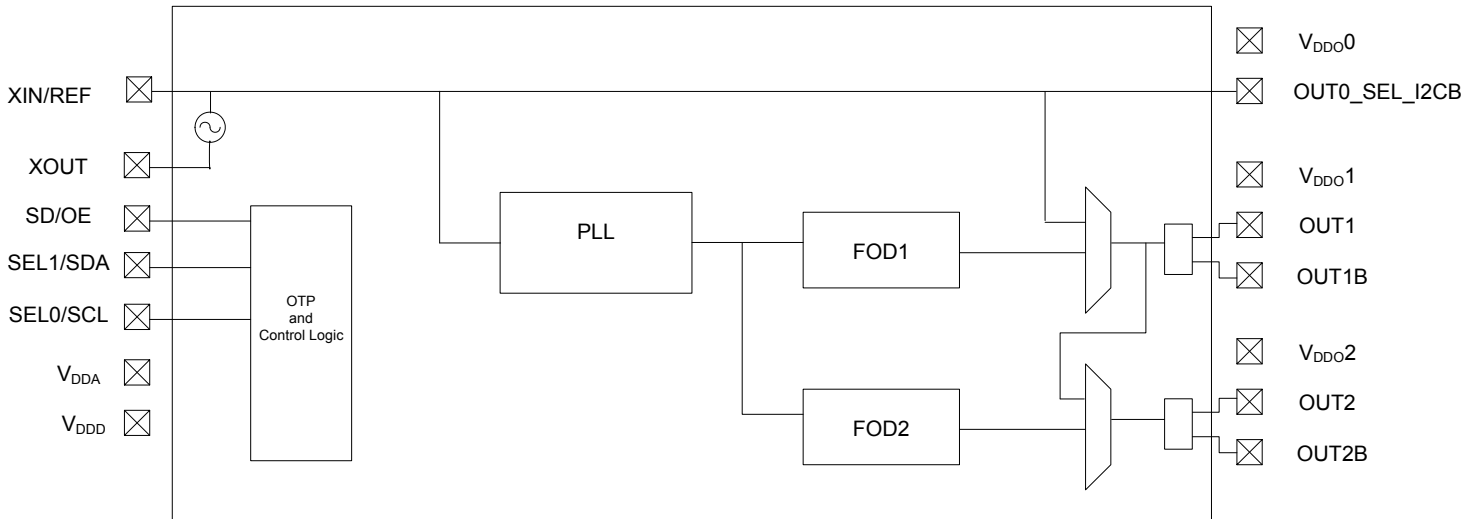 XIN/REF
XOUT
SD/OE
SEL1/SDA
SEL0/SCL
VDDA
VDDD
OTP
and
Control Logic
PLL
FOD1
FOD2
VDDO0
OUT0_SEL_I2CB
VDDO1
OUT1
OUT1B
VDDO2
OUT2
OUT2B